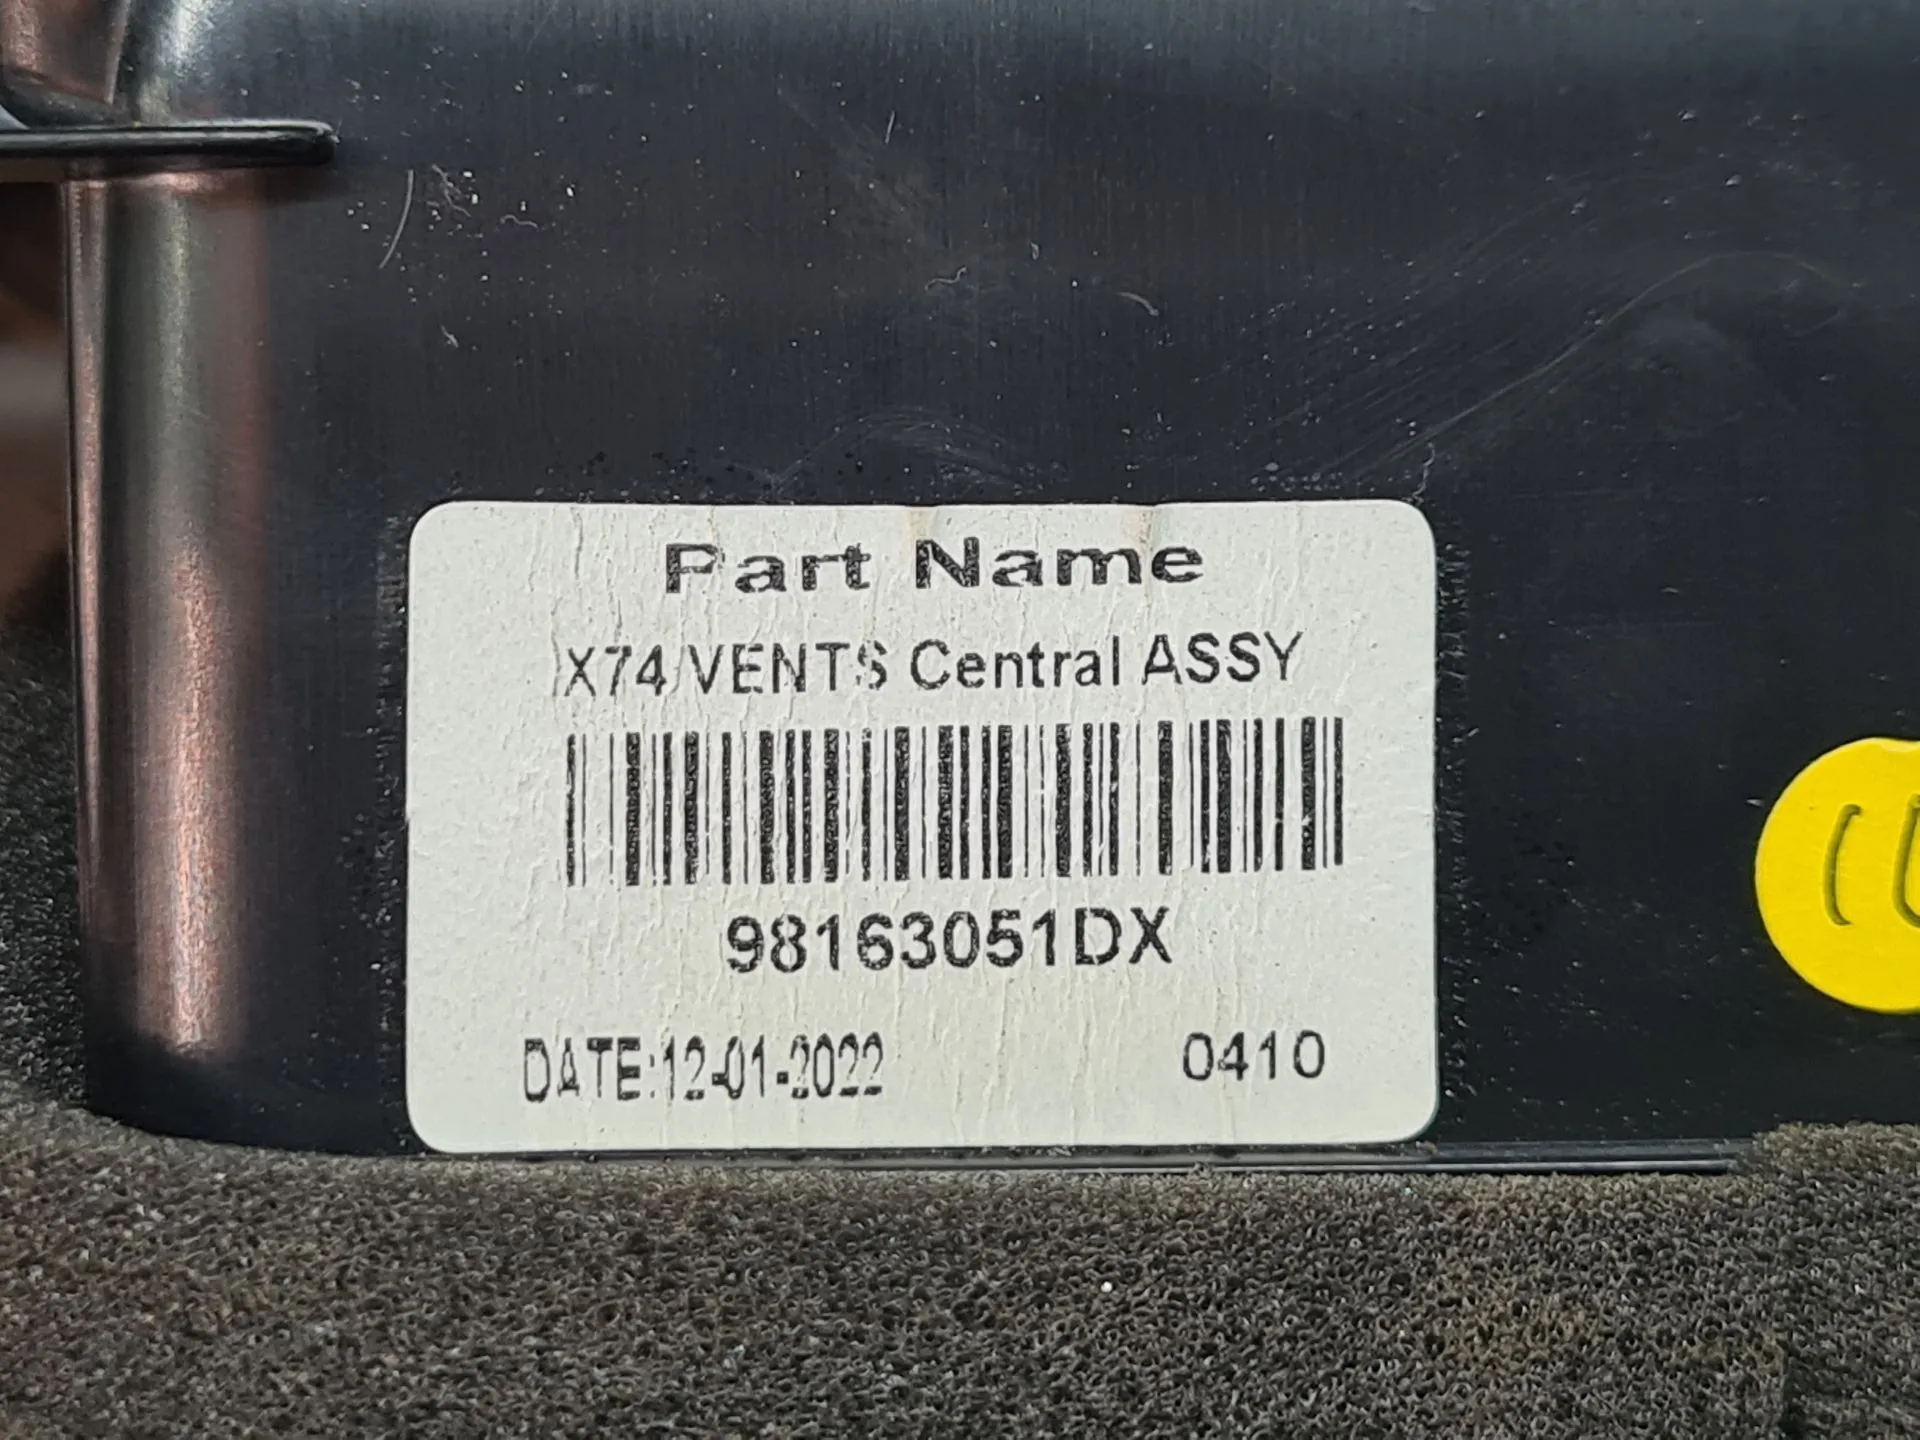 Part Name
X74 VENTS Central ASSY
98163051DX
DATE:12-01-2022 0410